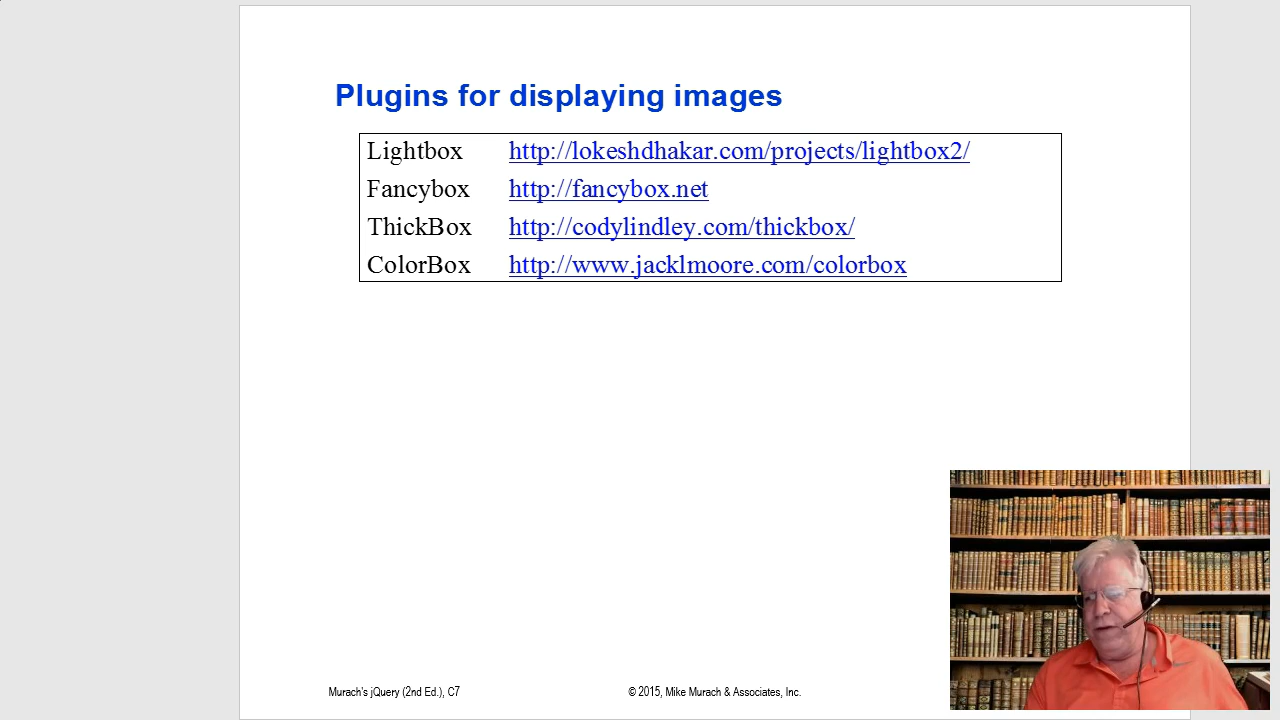 Plugins for displaying images
Lightbox http://lokeshdhakar.com/projects/lightbox2/
Fancybox http://fancybox.net
ThickBox http://codylindley.com/thickbox/
ColorBox http://www.jacklmoore.com/colorbox
Murach's jQuery (2nd Ed.), C7 © 2015, Mike Murach & Associates, Inc.